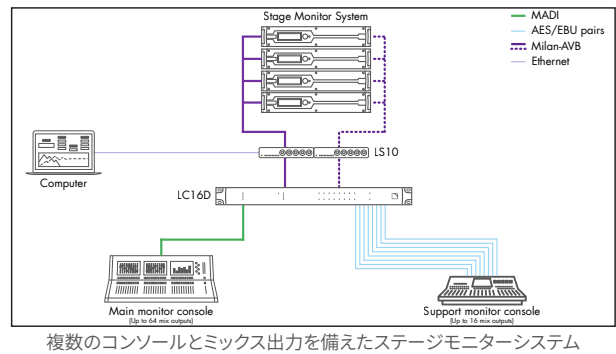 Stage Monitor System
MADI
AES/EBU pairs
Milan-AVB
Ethernet
LS10
Computer
LC16D
Main monitor console
(Up to 64 mix outputs)
Support monitor console
(Up to 16 mix outputs)
複数のコンソールとミックス出力を備えたステージモニターシステム